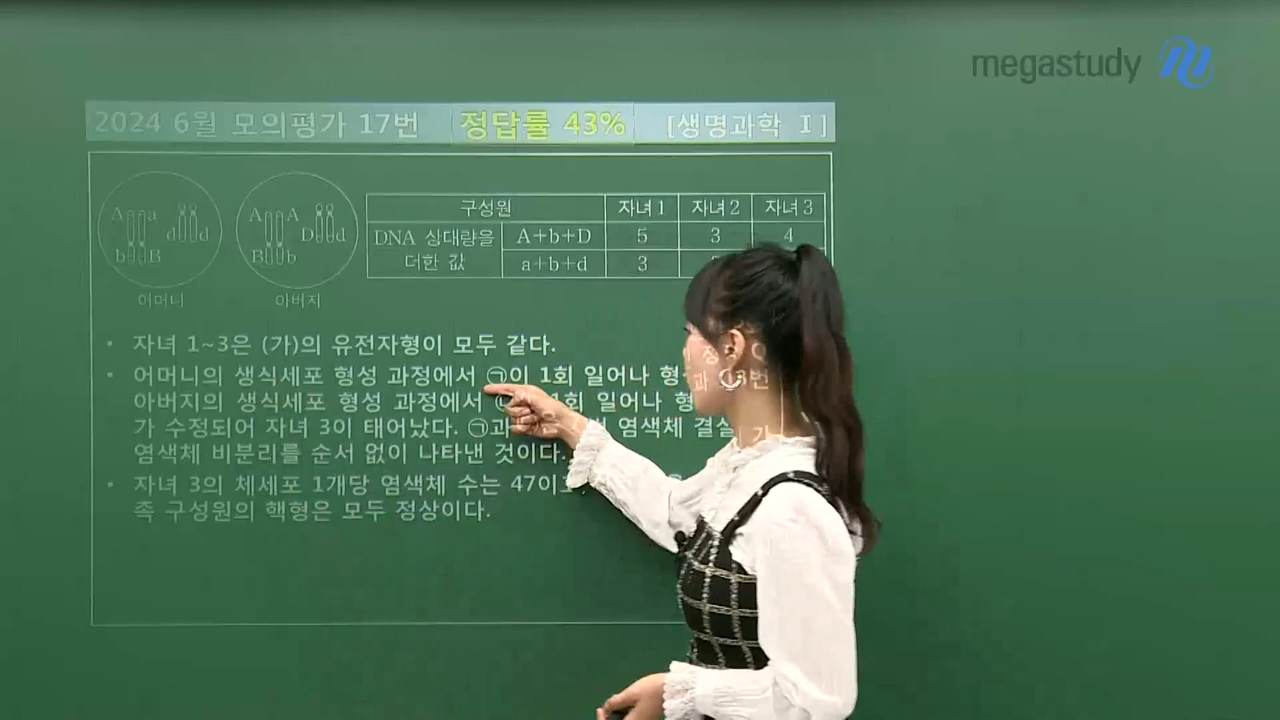 megastudy
2024 6월 모의평가 17번 정답률 43% [생명과학 Ⅰ]
A a d d b B
A A D d B b
어머니
아버지
구성원 자녀 1 자녀 2 자녀 3
DNA 상대량을 더한 값 A+b+D 5 3 4
a+b+d 3
• 자녀 1~3은 (가)의 유전자형이 모두 같다.
• 어머니의 생식세포 형성 과정에서 ㉠이 1회 일어나
아버지의 생식세포 형성 과정에서 1회 일어나
가 수정되어 자녀 3이 태어났다. ㉠과 염색체 결실
염색체 비분리를 순서 없이 나타낸 것이다.
• 자녀 3의 체세포 1개당 염색체 수는 47이
족 구성원의 핵형은 모두 정상이다.